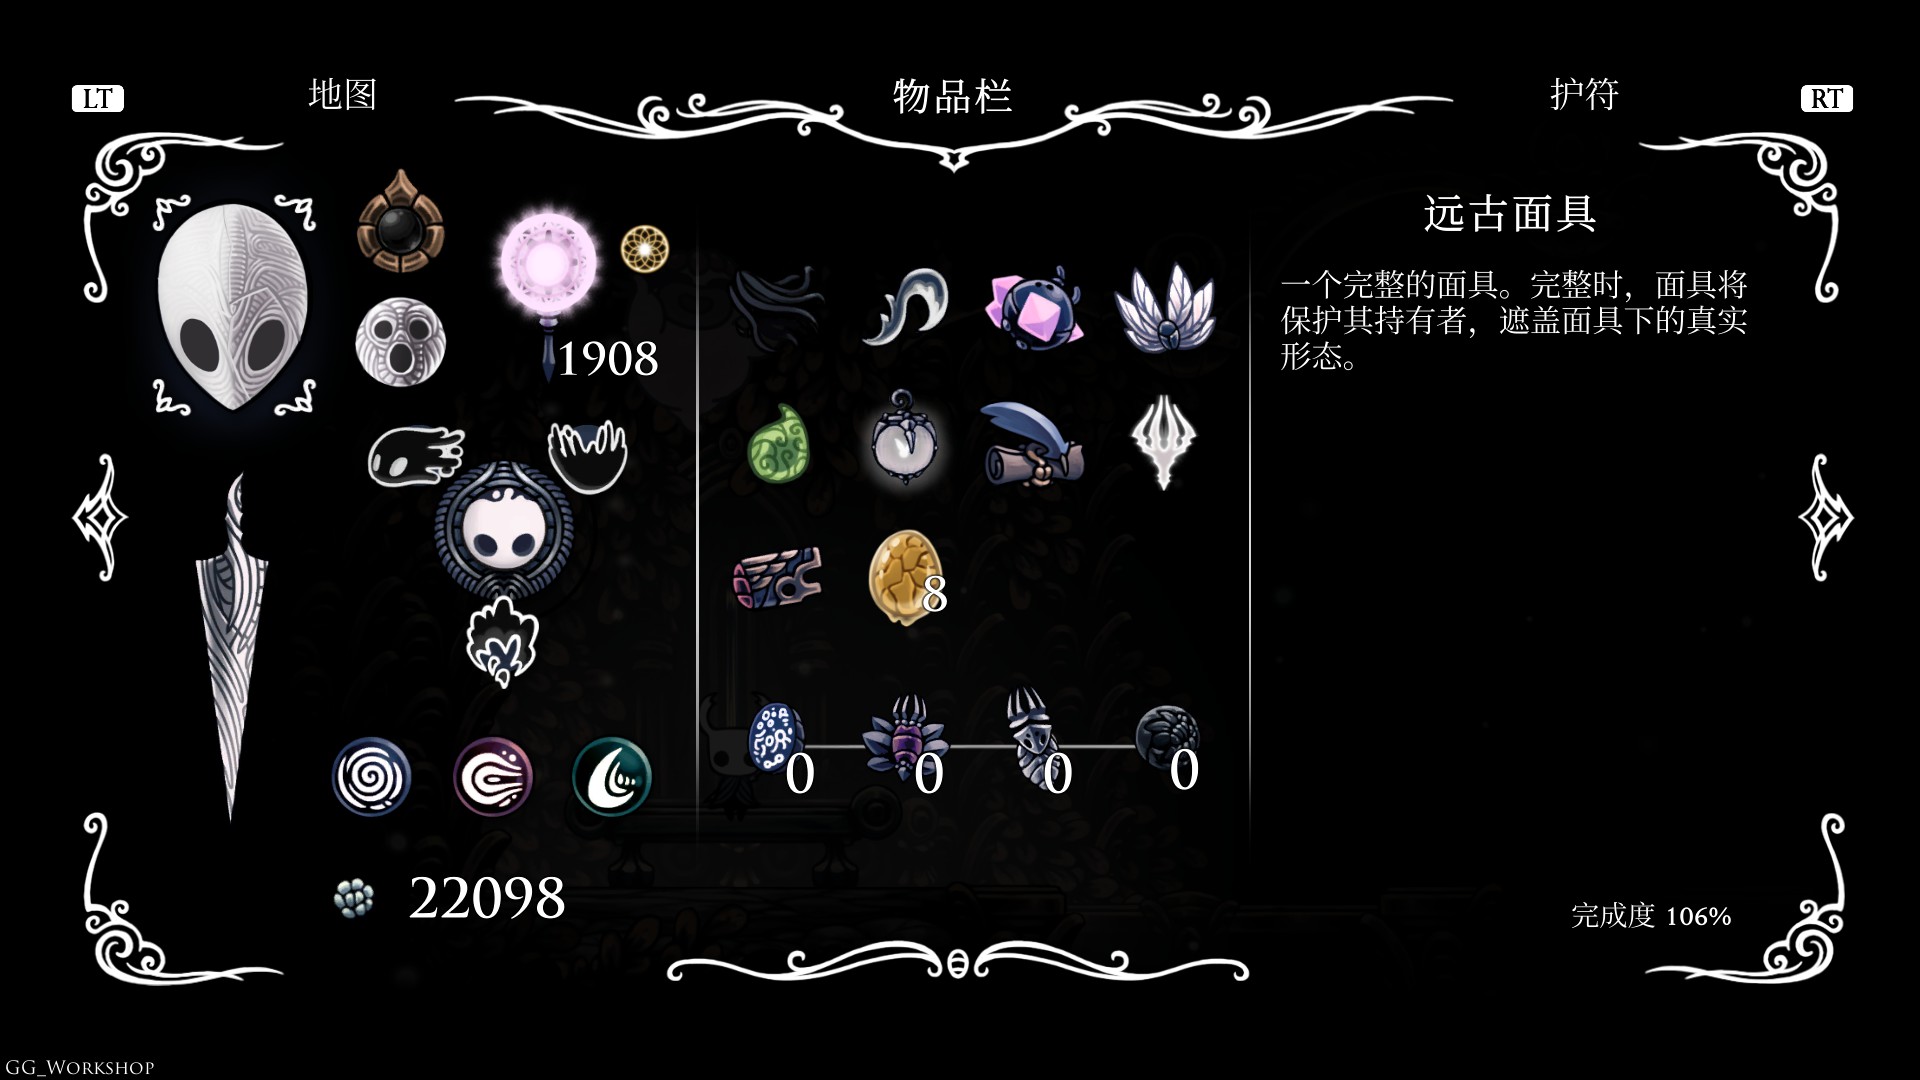 LT
地图
物品栏
护符
RT
远古面具
一个完整的面具。完整时，面具将
保护其持有者，遮盖面具下的真实
形态。
1908
8
0
0
0
0
22098
完成度 106%
GG_Workshop